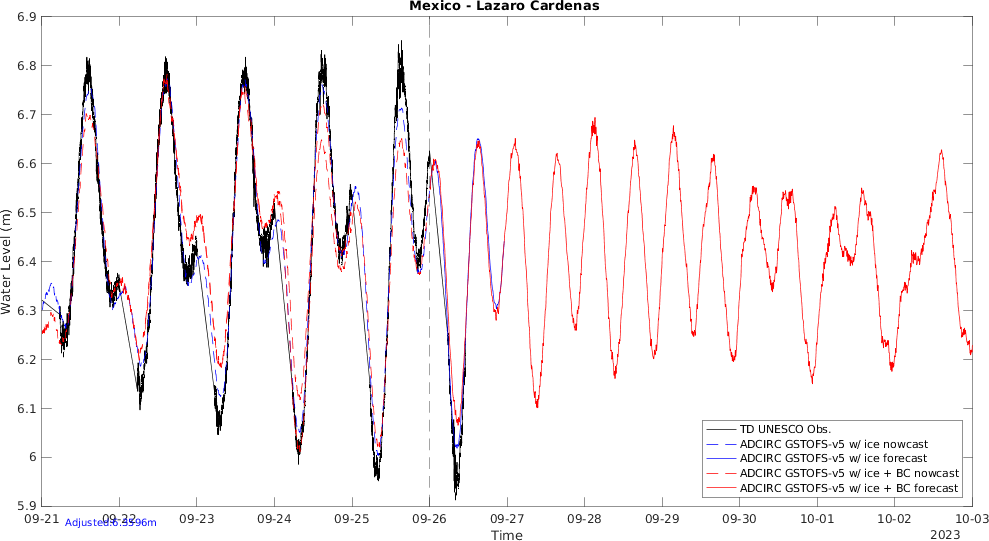 Mexico - Lazaro Cardenas
6.9
6.8
6.7
6.6
6.5
6.4
6.3
6.2
6.1
6
5.9
Water Level (m)
TD UNESCO Obs.
ADCIRC GSTOFS-v5 w/ ice nowcast
ADCIRC GSTOFS-v5 w/ ice forecast
ADCIRC GSTOFS-v5 w/ ice + BC nowcast
ADCIRC GSTOFS-v5 w/ ice + BC forecast
09-21 09-22 09-23 09-24 09-25 09-26 09-27 09-28 09-29 09-30 10-01 10-02 10-03
Adjusted:6.3596m
Time
2023